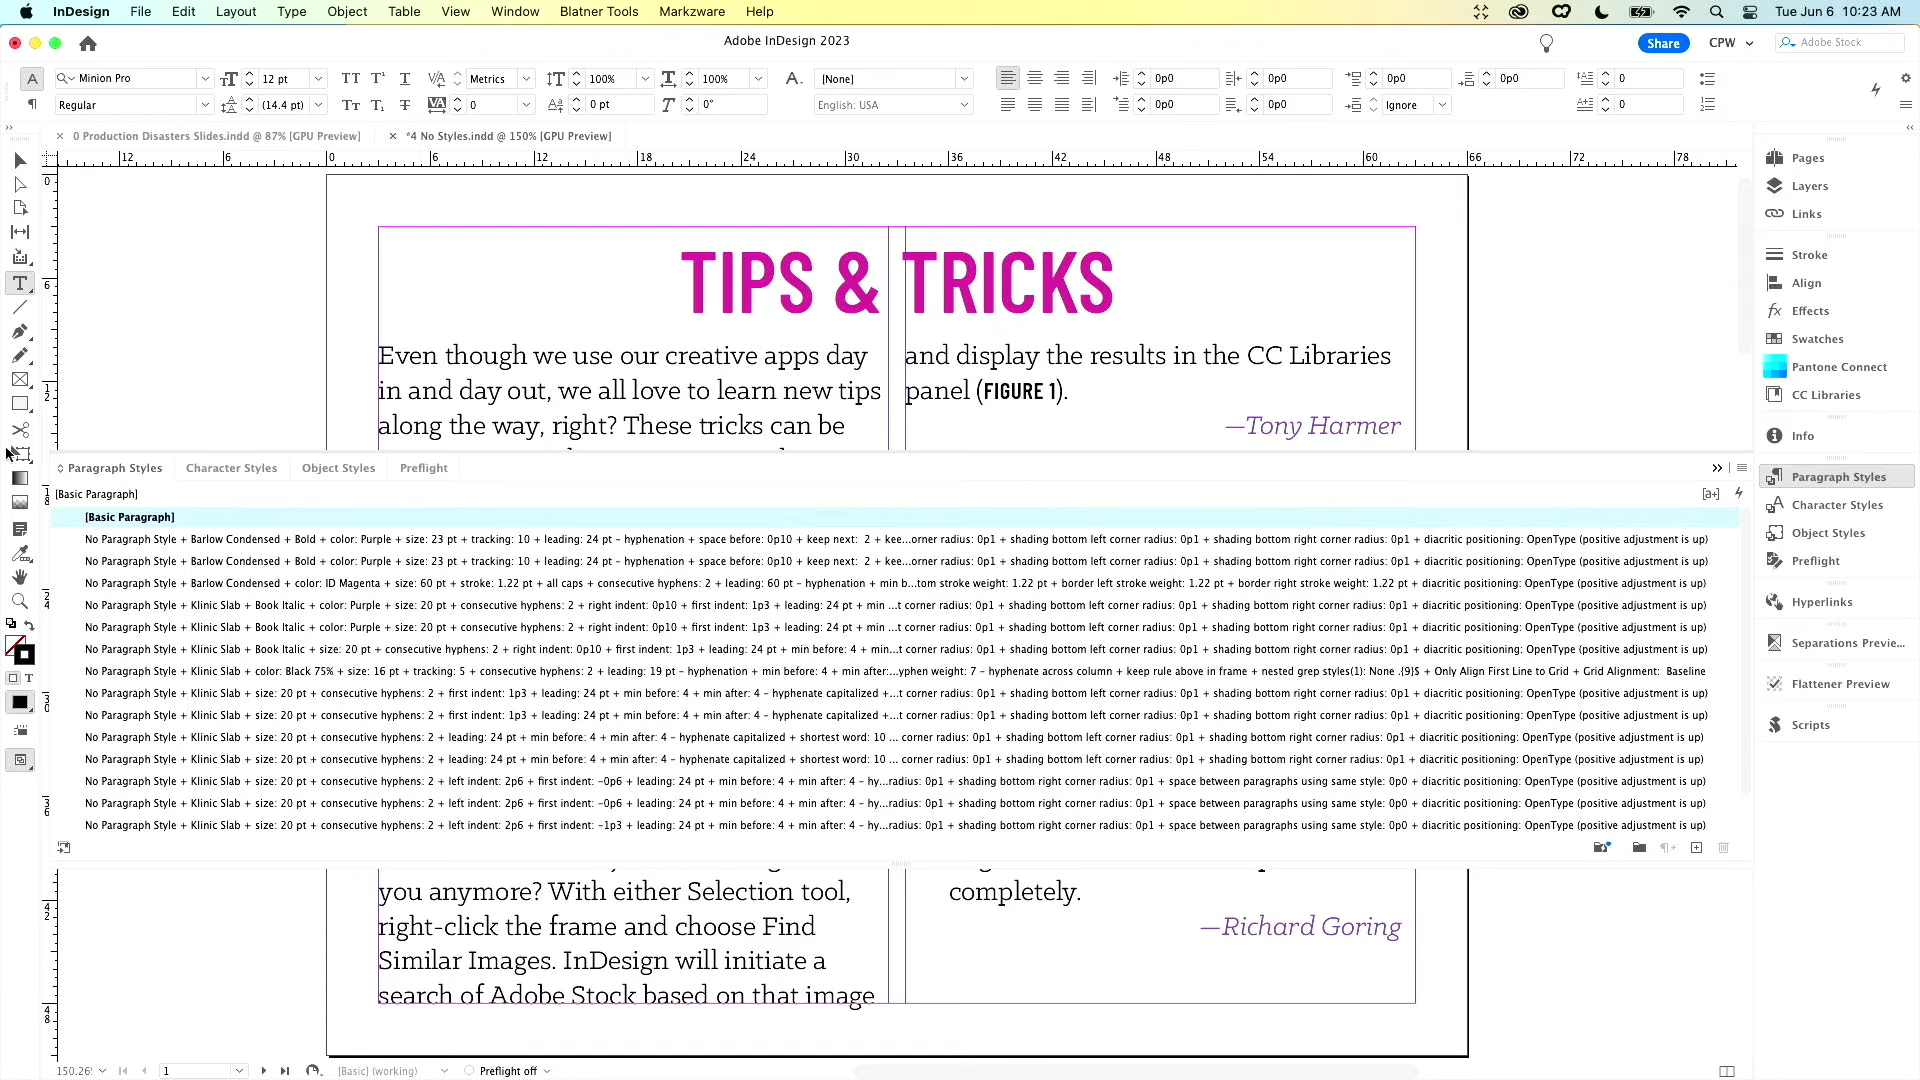 InDesign File Edit Layout Type Object Table View Window Blatner Tools Markzware Help Tue Jun 6 10:23 AM
Adobe InDesign 2023 Share CPW Adobe Stock
A Minion Pro 12 pt Metrics 100% 100% A. [None] 0p0 0p0 0p0 0p0 0
Regular (14.4 pt) 0 0 pt 0° English: USA 0p0 0p0 Ignore 0
0 Production Disasters Slides.indd @ 87% [GPU Preview] *4 No Styles.indd @ 150% [GPU Preview]
12 6 0 6 12 18 24 30 36 42 48 54 60 66 72 78
TIPS & TRICKS
Even though we use our creative apps day
in and day out, we all love to learn new tips
along the way, right? These tricks can be
and display the results in the CC Libraries
panel (FIGURE 1).
—Tony Harmer
Pages
Layers
Links
Stroke
Align
Effects
Swatches
Pantone Connect
CC Libraries
Info
Paragraph Styles
Character Styles
Object Styles
Preflight
Hyperlinks
Separations Previe...
Flattener Preview
Scripts
Paragraph Styles Character Styles Object Styles Preflight
[Basic Paragraph] [a+]
[Basic Paragraph]
No Paragraph Style + Barlow Condensed + Bold + color: Purple + size: 23 pt + tracking: 10 + leading: 24 pt – hyphenation + space before: 0p10 + keep next: 2 + kee...orner radius: 0p1 + shading bottom left corner radius: 0p1 + shading bottom right corner radius: 0p1 + diacritic positioning: OpenType (positive adjustment is up)
No Paragraph Style + Barlow Condensed + Bold + color: Purple + size: 23 pt + tracking: 10 + leading: 24 pt – hyphenation + space before: 0p10 + keep next: 2 + kee...orner radius: 0p1 + shading bottom left corner radius: 0p1 + shading bottom right corner radius: 0p1 + diacritic positioning: OpenType (positive adjustment is up)
No Paragraph Style + Barlow Condensed + color: ID Magenta + size: 60 pt + stroke: 1.22 pt + all caps + consecutive hyphens: 2 + leading: 60 pt – hyphenation + min b...tom stroke weight: 1.22 pt + border left stroke weight: 1.22 pt + border right stroke weight: 1.22 pt + diacritic positioning: OpenType (positive adjustment is up)
No Paragraph Style + Klinic Slab + Book Italic + color: Purple + size: 20 pt + consecutive hyphens: 2 + right indent: 0p10 + first indent: 1p3 + leading: 24 pt + min ...t corner radius: 0p1 + shading bottom left corner radius: 0p1 + shading bottom right corner radius: 0p1 + diacritic positioning: OpenType (positive adjustment is up)
No Paragraph Style + Klinic Slab + Book Italic + color: Purple + size: 20 pt + consecutive hyphens: 2 + right indent: 0p10 + first indent: 1p3 + leading: 24 pt + min ...t corner radius: 0p1 + shading bottom left corner radius: 0p1 + shading bottom right corner radius: 0p1 + diacritic positioning: OpenType (positive adjustment is up)
No Paragraph Style + Klinic Slab + Book Italic + size: 20 pt + consecutive hyphens: 2 + right indent: 0p10 + first indent: 1p3 + leading: 24 pt + min before: 4 + min a...t corner radius: 0p1 + shading bottom left corner radius: 0p1 + shading bottom right corner radius: 0p1 + diacritic positioning: OpenType (positive adjustment is up)
No Paragraph Style + Klinic Slab + color: Black 75% + size: 16 pt + tracking: 5 + consecutive hyphens: 2 + leading: 19 pt – hyphenation + min before: 4 + min after:...yphen weight: 7 – hyphenate across column + keep rule above in frame + nested grep styles(1): None .{9}$ + Only Align First Line to Grid + Grid Alignment: Baseline
No Paragraph Style + Klinic Slab + size: 20 pt + consecutive hyphens: 2 + first indent: 1p3 + leading: 24 pt + min before: 4 + min after: 4 – hyphenate capitalized +...t corner radius: 0p1 + shading bottom left corner radius: 0p1 + shading bottom right corner radius: 0p1 + diacritic positioning: OpenType (positive adjustment is up)
No Paragraph Style + Klinic Slab + size: 20 pt + consecutive hyphens: 2 + first indent: 1p3 + leading: 24 pt + min before: 4 + min after: 4 – hyphenate capitalized +...t corner radius: 0p1 + shading bottom left corner radius: 0p1 + shading bottom right corner radius: 0p1 + diacritic positioning: OpenType (positive adjustment is up)
No Paragraph Style + Klinic Slab + size: 20 pt + consecutive hyphens: 2 + leading: 24 pt + min before: 4 + min after: 4 – hyphenate capitalized + shortest word: 10 ... corner radius: 0p1 + shading bottom left corner radius: 0p1 + shading bottom right corner radius: 0p1 + diacritic positioning: OpenType (positive adjustment is up)
No Paragraph Style + Klinic Slab + size: 20 pt + consecutive hyphens: 2 + leading: 24 pt + min before: 4 + min after: 4 – hyphenate capitalized + shortest word: 10 ... corner radius: 0p1 + shading bottom left corner radius: 0p1 + shading bottom right corner radius: 0p1 + diacritic positioning: OpenType (positive adjustment is up)
No Paragraph Style + Klinic Slab + size: 20 pt + consecutive hyphens: 2 + left indent: 2p6 + first indent: -0p6 + leading: 24 pt + min before: 4 + min after: 4 – hy...radius: 0p1 + shading bottom right corner radius: 0p1 + space between paragraphs using same style: 0p0 + diacritic positioning: OpenType (positive adjustment is up)
No Paragraph Style + Klinic Slab + size: 20 pt + consecutive hyphens: 2 + left indent: 2p6 + first indent: -0p6 + leading: 24 pt + min before: 4 + min after: 4 – hy...radius: 0p1 + shading bottom right corner radius: 0p1 + space between paragraphs using same style: 0p0 + diacritic positioning: OpenType (positive adjustment is up)
No Paragraph Style + Klinic Slab + size: 20 pt + consecutive hyphens: 2 + left indent: 2p6 + first indent: -1p3 + leading: 24 pt + min before: 4 + min after: 4 – hy...radius: 0p1 + shading bottom right corner radius: 0p1 + space between paragraphs using same style: 0p0 + diacritic positioning: OpenType (positive adjustment is up)
you anymore? With either Selection tool,
right-click the frame and choose Find
Similar Images. InDesign will initiate a
search of Adobe Stock based on that image
completely.
—Richard Goring
150.26 1 [Basic] (working) Preflight off